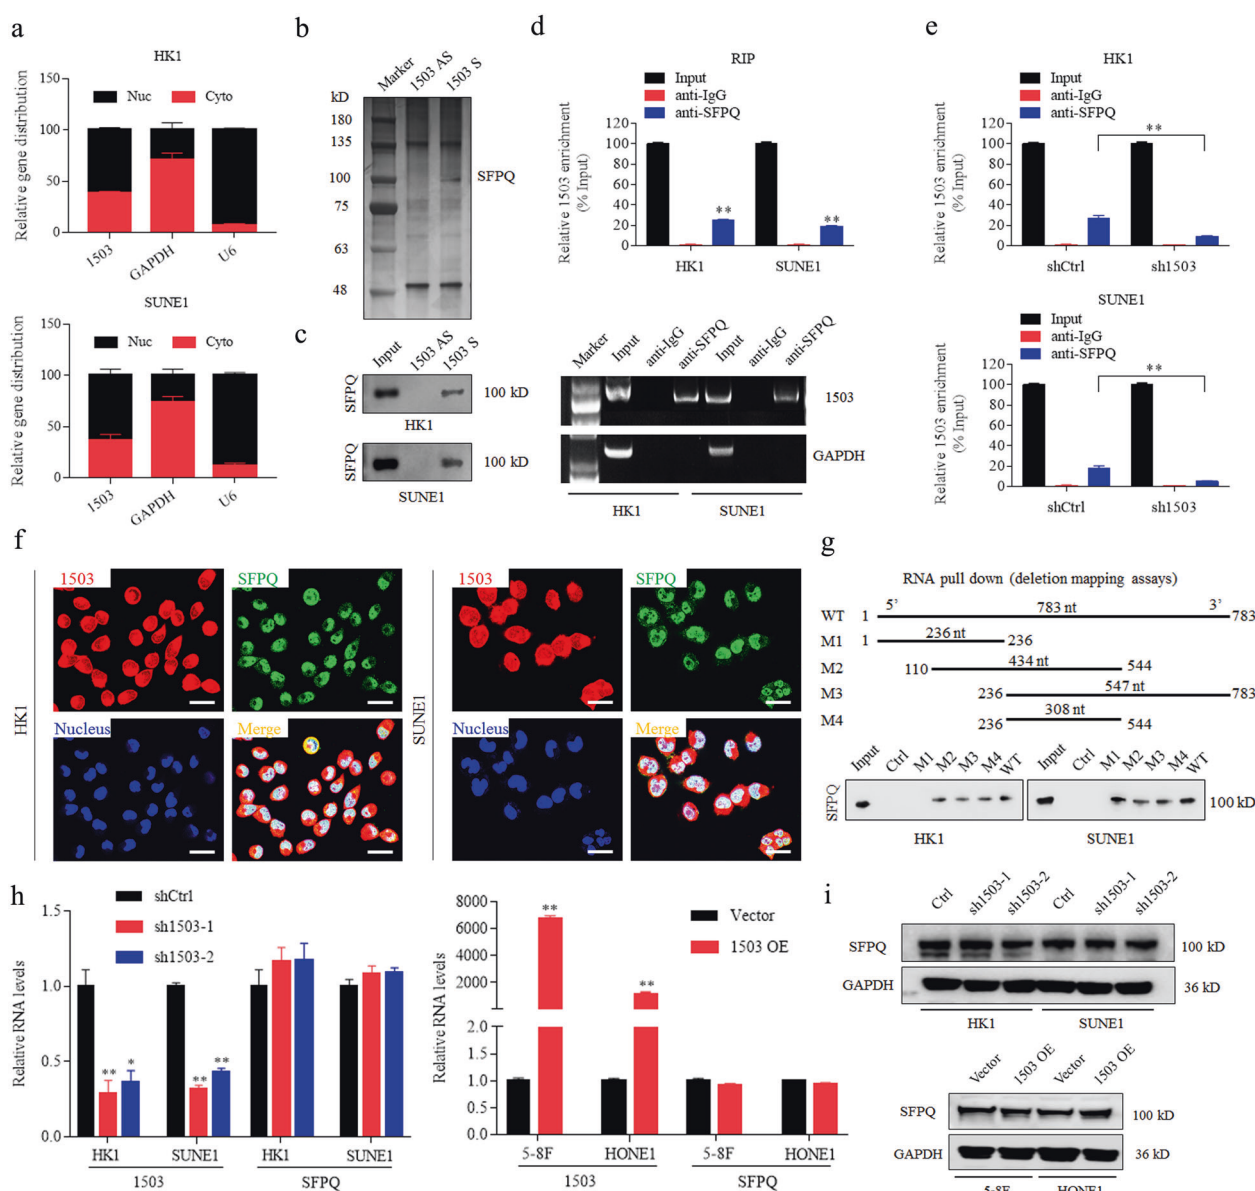 a
HK1
Relative gene distribution
150
100
50
0
Nuc
Cyto
1503
GAPDH
U6
SUNE1
Relative gene distribution
150
100
50
0
Nuc
Cyto
1503
GAPDH
U6
b
kD
Marker
1503 AS
1503 S
180
135
100
75
63
48
SFPQ
c
Input
1503 AS
1503 S
SFPQ
100 kD
HK1
SFPQ
100 kD
SUNE1
d
RIP
Input
anti-IgG
anti-SFPQ
Relative 1503 enrichment
(% Input)
120
100
80
60
40
20
0
**
**
HK1
SUNE1
Marker
Input
anti-IgG
anti-SFPQ
Input
anti-IgG
anti-SFPQ
1503
GAPDH
HK1
SUNE1
e
HK1
Input
anti-IgG
anti-SFPQ
Relative 1503 enrichment
(% Input)
120
100
80
60
40
20
0
**
shCtrl
sh1503
SUNE1
Input
anti-IgG
anti-SFPQ
Relative 1503 enrichment
(% Input)
120
100
80
60
40
20
0
**
shCtrl
sh1503
f
HK1
1503
SFPQ
Nucleus
Merge
SUNE1
1503
SFPQ
Nucleus
Merge
g
RNA pull down (deletion mapping assays)
5’
3’
WT 1
783 nt
783
M1 1
236 nt
236
M2
110
434 nt
544
M3
236
547 nt
783
M4
236
308 nt
544
Input
Ctrl
M1
M2
M3
M4
WT
Input
Ctrl
M1
M2
M3
M4
WT
SFPQ
100 kD
HK1
SUNE1
h
shCtrl
sh1503-1
sh1503-2
Relative RNA levels
1.5
1.0
0.5
0.0
**
*
**
**
HK1
SUNE1
HK1
SUNE1
1503
SFPQ
Vector
1503 OE
Relative RNA levels
8000
6000
4000
2000
2.0
1.5
1.0
0.5
0.0
**
**
5-8F
HONE1
5-8F
HONE1
1503
SFPQ
i
Ctrl
sh1503-1
sh1503-2
Ctrl
sh1503-1
sh1503-2
SFPQ
100 kD
GAPDH
36 kD
HK1
SUNE1
Vector
1503 OE
Vector
1503 OE
SFPQ
100 kD
GAPDH
36 kD
5-8F
HONE1